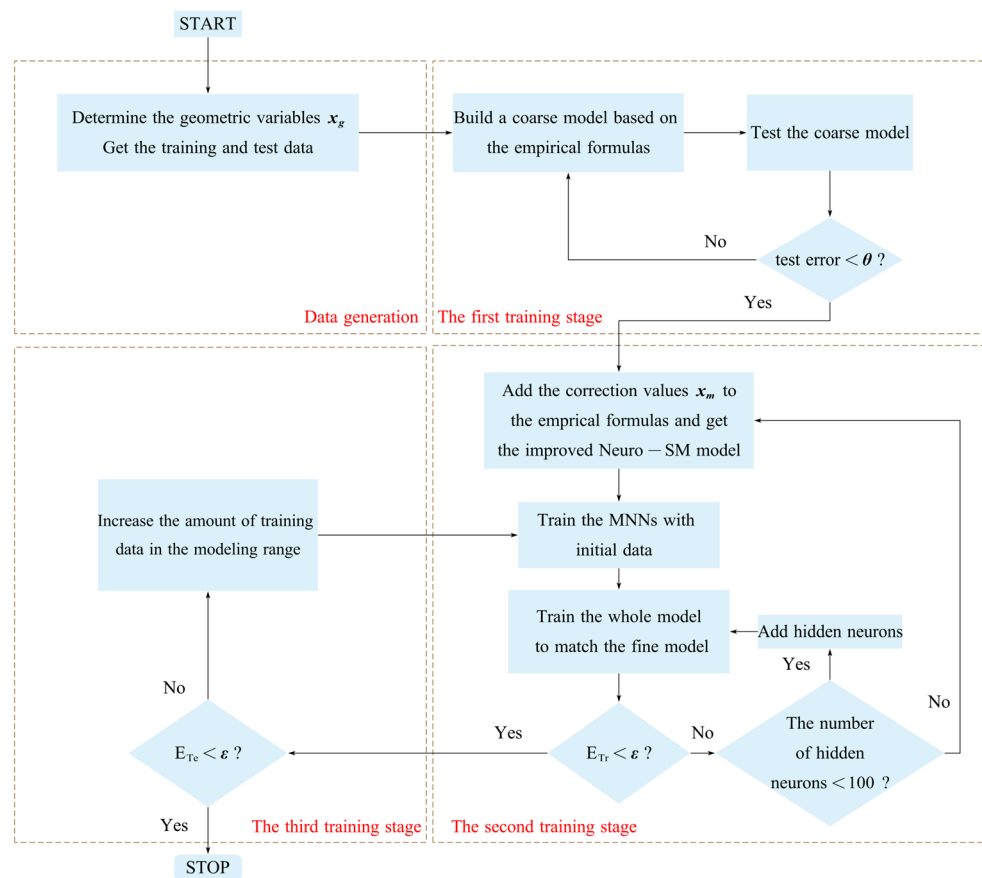 START
Determine the geometric variables x_g
Get the training and test data
Build a coarse model based on
the empirical formulas
Test the coarse model
No
test error < θ ?
Yes
Data generation
The first training stage
Add the correction values x_m to
the emprical formulas and get
the improved Neuro－SM model
Increase the amount of training
data in the modeling range
Train the MNNs with
initial data
Train the whole model
to match the fine model
Add hidden neurons
Yes
No
No
Yes
No
The number
of hidden
neurons < 100 ?
E_Te < ε ?
E_Tr < ε ?
Yes
The third training stage
The second training stage
STOP